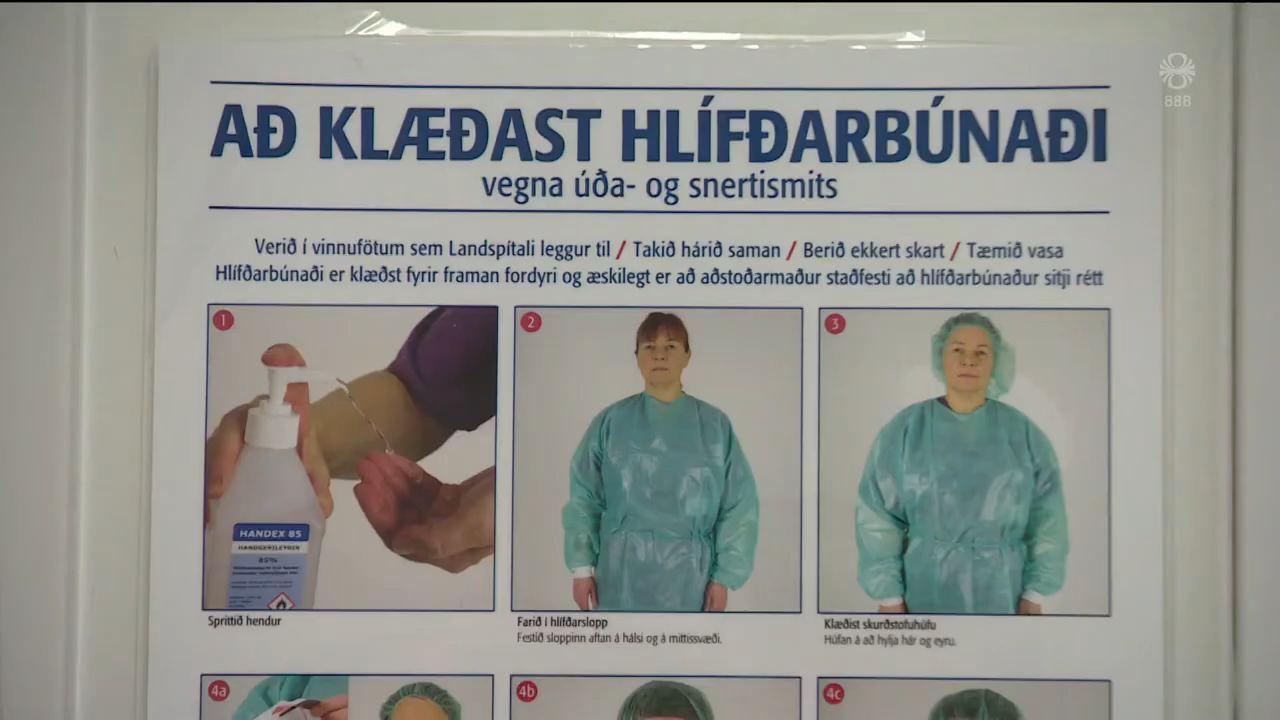 888
AÐ KLÆÐAST HLÍFÐARBÚNAÐI
vegna úða- og snertismits
Verið í vinnufötum sem Landspítali leggur til / Takið hárið saman / Berið ekkert skart / Tæmið vasa
Hlífðarbúnaði er klæðst fyrir framan fordyri og æskilegt er að aðstoðarmaður staðfesti að hlífðarbúnaður sitji rétt
1
HANDEX 85
85%
Sprittið hendur
2
Farið í hlífðarslopp
Festið sloppinn aftan á hálsi og á mittissvæði.
3
Klæðist skurðstofuhúfu
Húfan á að hylja hár og eyru.
4a
4b
4c